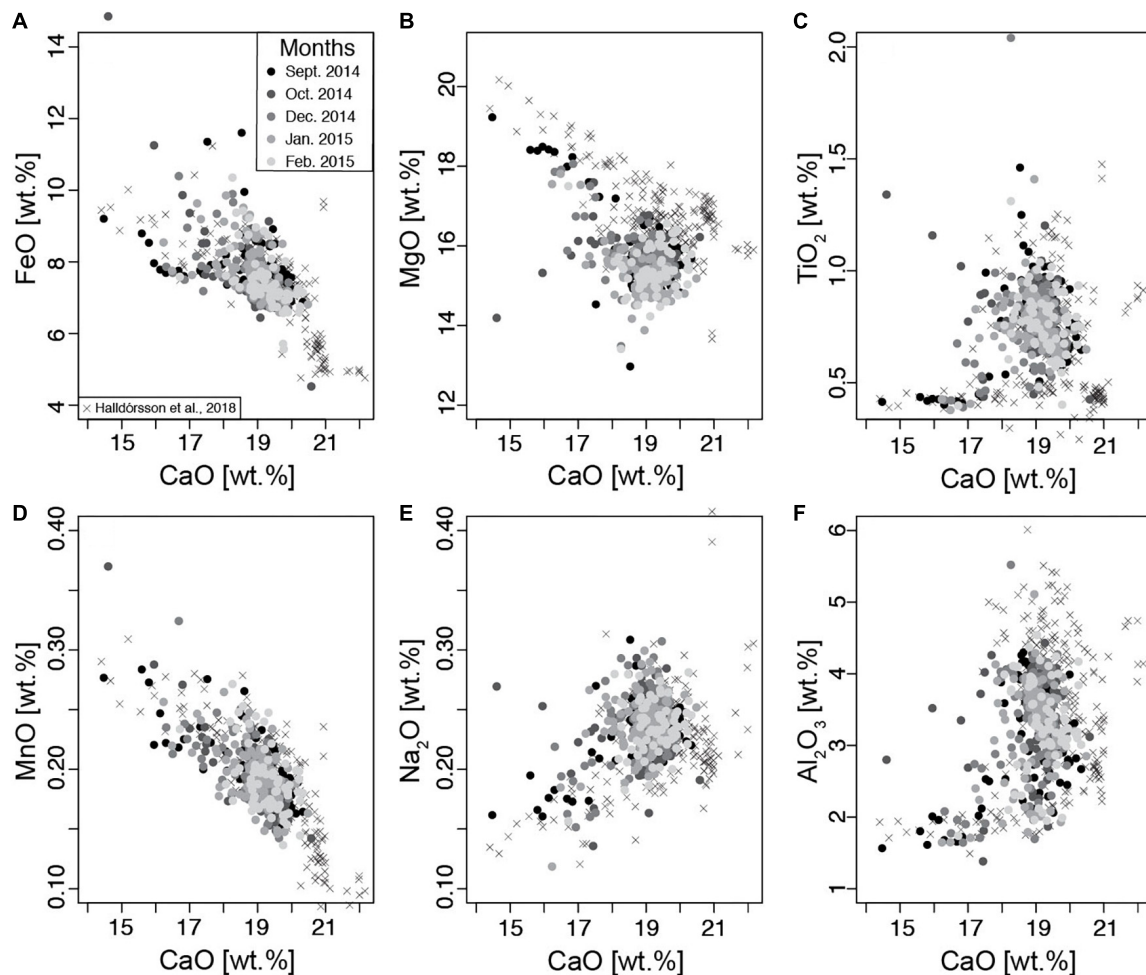 A
B
C
FeO [wt.%]
14
12
10
8
6
4
Months
Sept. 2014
Oct. 2014
Dec. 2014
Jan. 2015
Feb. 2015
× Halldórsson et al., 2018
15 17 19 21
CaO [wt.%]
MgO [wt.%]
20
18
16
14
12
15 17 19 21
CaO [wt.%]
TiO₂ [wt.%]
2.0
1.5
1.0
0.5
15 17 19 21
CaO [wt.%]
D
E
F
MnO [wt.%]
0.40
0.30
0.20
0.10
15 17 19 21
CaO [wt.%]
Na₂O [wt.%]
0.40
0.30
0.20
0.10
15 17 19 21
CaO [wt.%]
Al₂O₃ [wt.%]
6
5
4
3
2
1
15 17 19 21
CaO [wt.%]